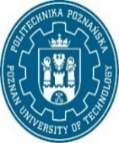 POLITECHNIKA POZNAŃSKA
POZNAN UNIVERSITY OF TECHNOLOGY